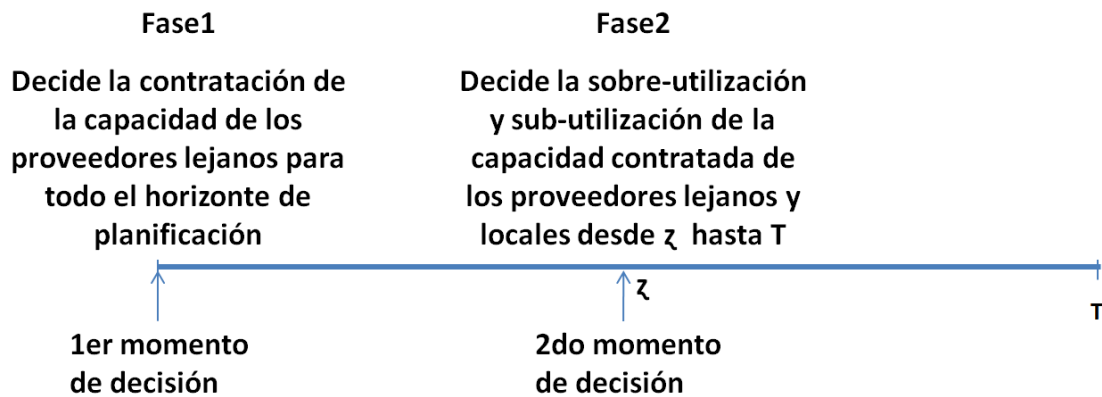 Fase1
Decide la contratación de
la capacidad de los
proveedores lejanos para
todo el horizonte de
planificación
Fase2
Decide la sobre-utilización
y sub-utilización de la
capacidad contratada de
los proveedores lejanos y
locales desde ɀ hasta T
ɀ
T
1er momento
de decisión
2do momento
de decisión